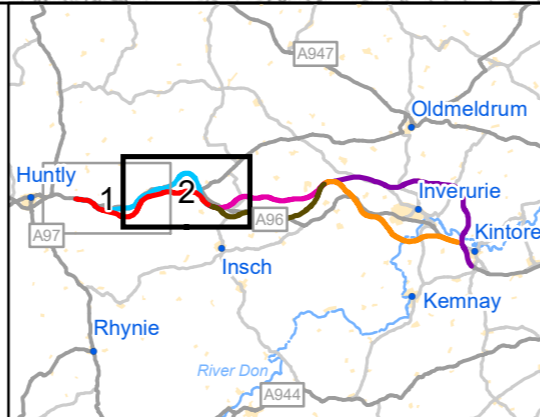 A947
Oldmeldrum
Huntly
1
2
Inverurie
A96
A97
Kintore
Insch
Kemnay
Rhynie
River Don
A944